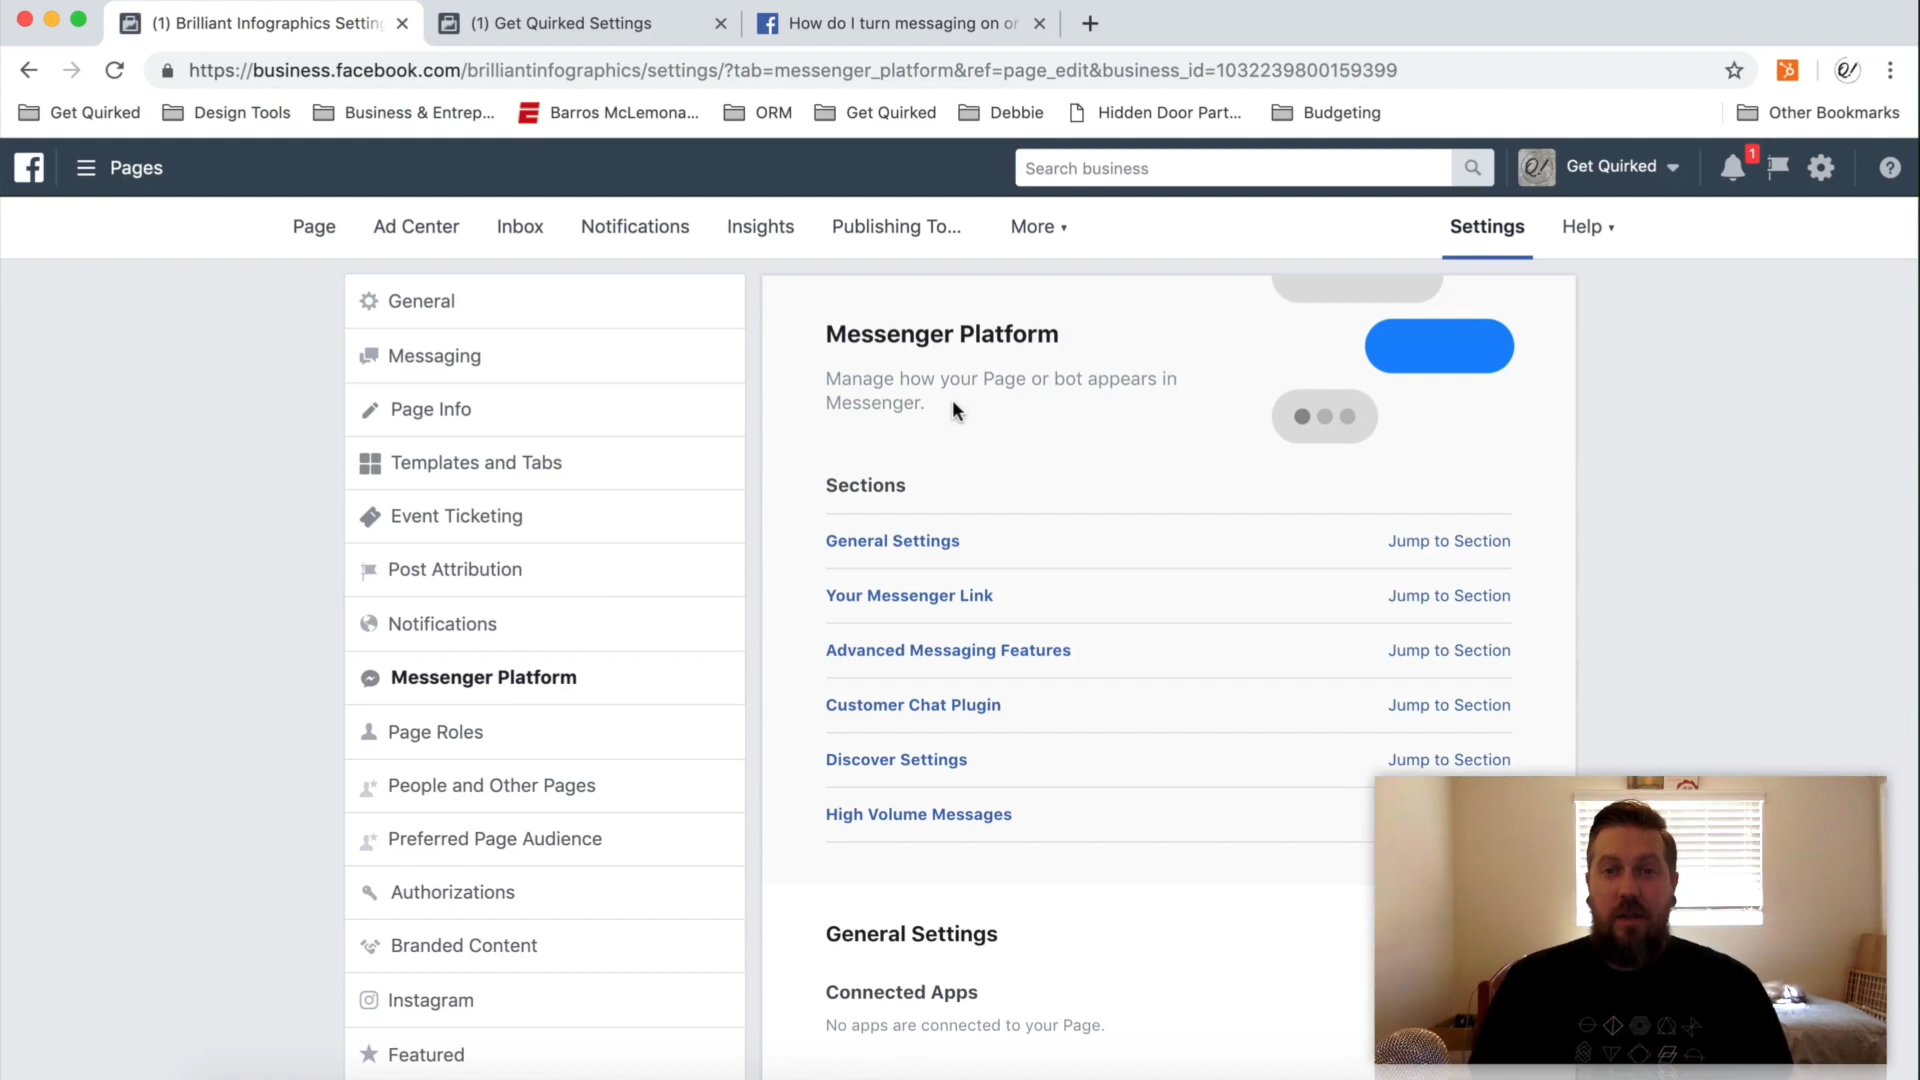 (1) Brilliant Infographics Setting
(1) Get Quirked Settings
How do I turn messaging on or
https://business.facebook.com/brilliantinfographics/settings/?tab=messenger_platform&ref=page_edit&business_id=1032239800159399
Get Quirked
Design Tools
Business & Entrep...
Barros McLemona...
ORM
Get Quirked
Debbie
Hidden Door Part...
Budgeting
Other Bookmarks
Pages
Search business
Get Quirked
1
Page
Ad Center
Inbox
Notifications
Insights
Publishing To...
More
Settings
Help
General
Messaging
Page Info
Templates and Tabs
Event Ticketing
Post Attribution
Notifications
Messenger Platform
Page Roles
People and Other Pages
Preferred Page Audience
Authorizations
Branded Content
Instagram
Featured
Messenger Platform
Manage how your Page or bot appears in
Messenger.
Sections
General Settings Jump to Section
Your Messenger Link Jump to Section
Advanced Messaging Features Jump to Section
Customer Chat Plugin Jump to Section
Discover Settings Jump to Section
High Volume Messages
General Settings
Connected Apps
No apps are connected to your Page.